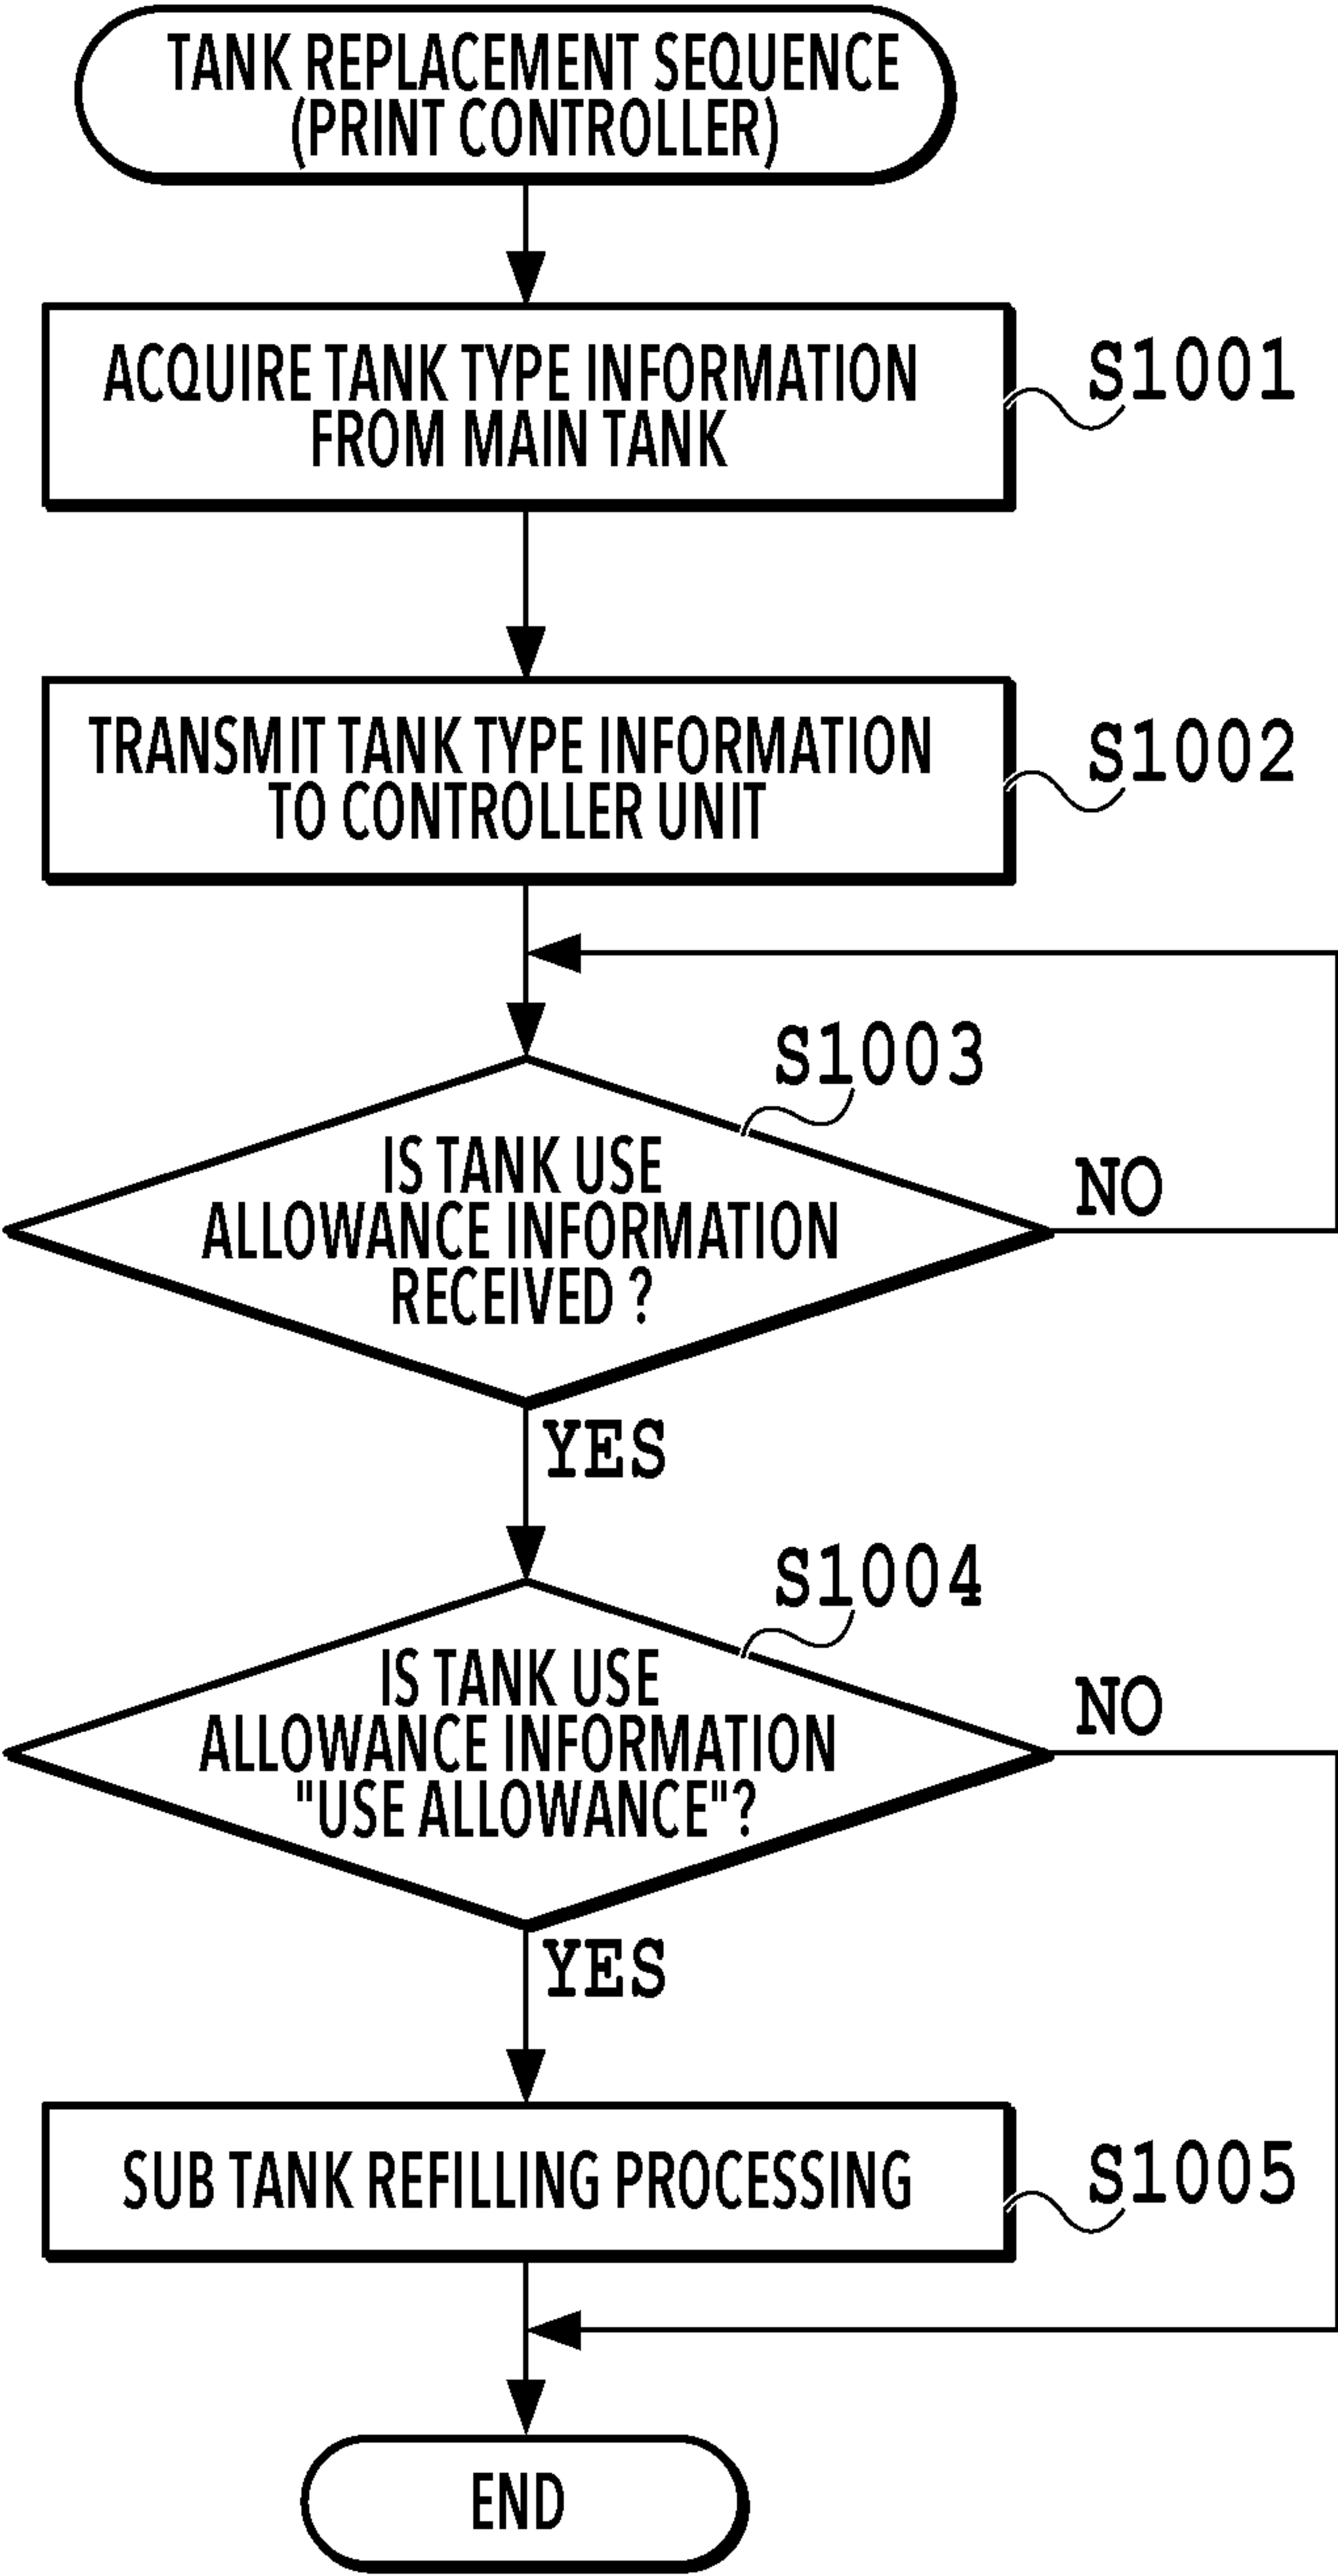 TANK REPLACEMENT SEQUENCE
(PRINT CONTROLLER)
ACQUIRE TANK TYPE INFORMATION
FROM MAIN TANK
S1001
TRANSMIT TANK TYPE INFORMATION
TO CONTROLLER UNIT
S1002
S1003
IS TANK USE
ALLOWANCE INFORMATION
RECEIVED ?
NO
YES
S1004
IS TANK USE
ALLOWANCE INFORMATION
"USE ALLOWANCE"?
NO
YES
SUB TANK REFILLING PROCESSING
S1005
END